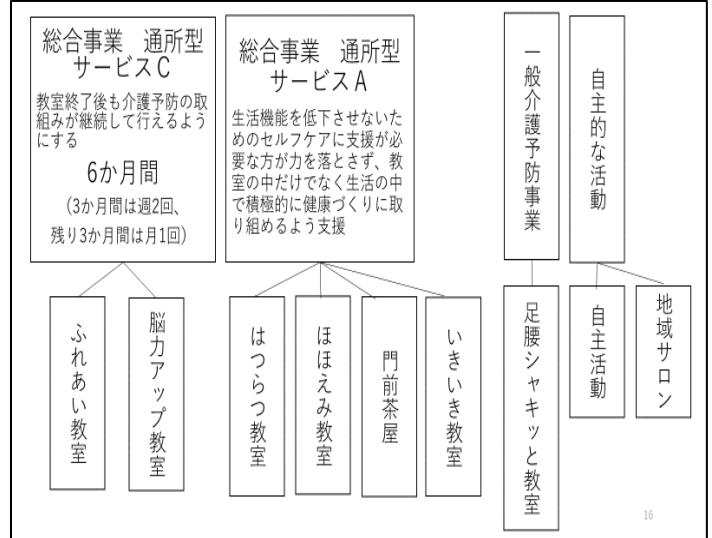 総合事業 通所型
サービスC
教室終了後も介護予防の取
組みが継続して行えるよう
にする
6か月間
(3か月間は週2回、
残り3か月間は月1回)
総合事業 通所型
サービスA
生活機能を低下させないた
めのセルフケアに支援が必
要な方が力を落とさず、教
室の中だけでなく生活の中
で積極的に健康づくりに取
り組めるよう支援
一般介護予防事業
自主的な活動
ふれあい教室
脳力アップ教室
はつらつ教室
ほほえみ教室
門前茶屋
いきいき教室
足腰シャキッと教室
自主活動
地域サロン
16